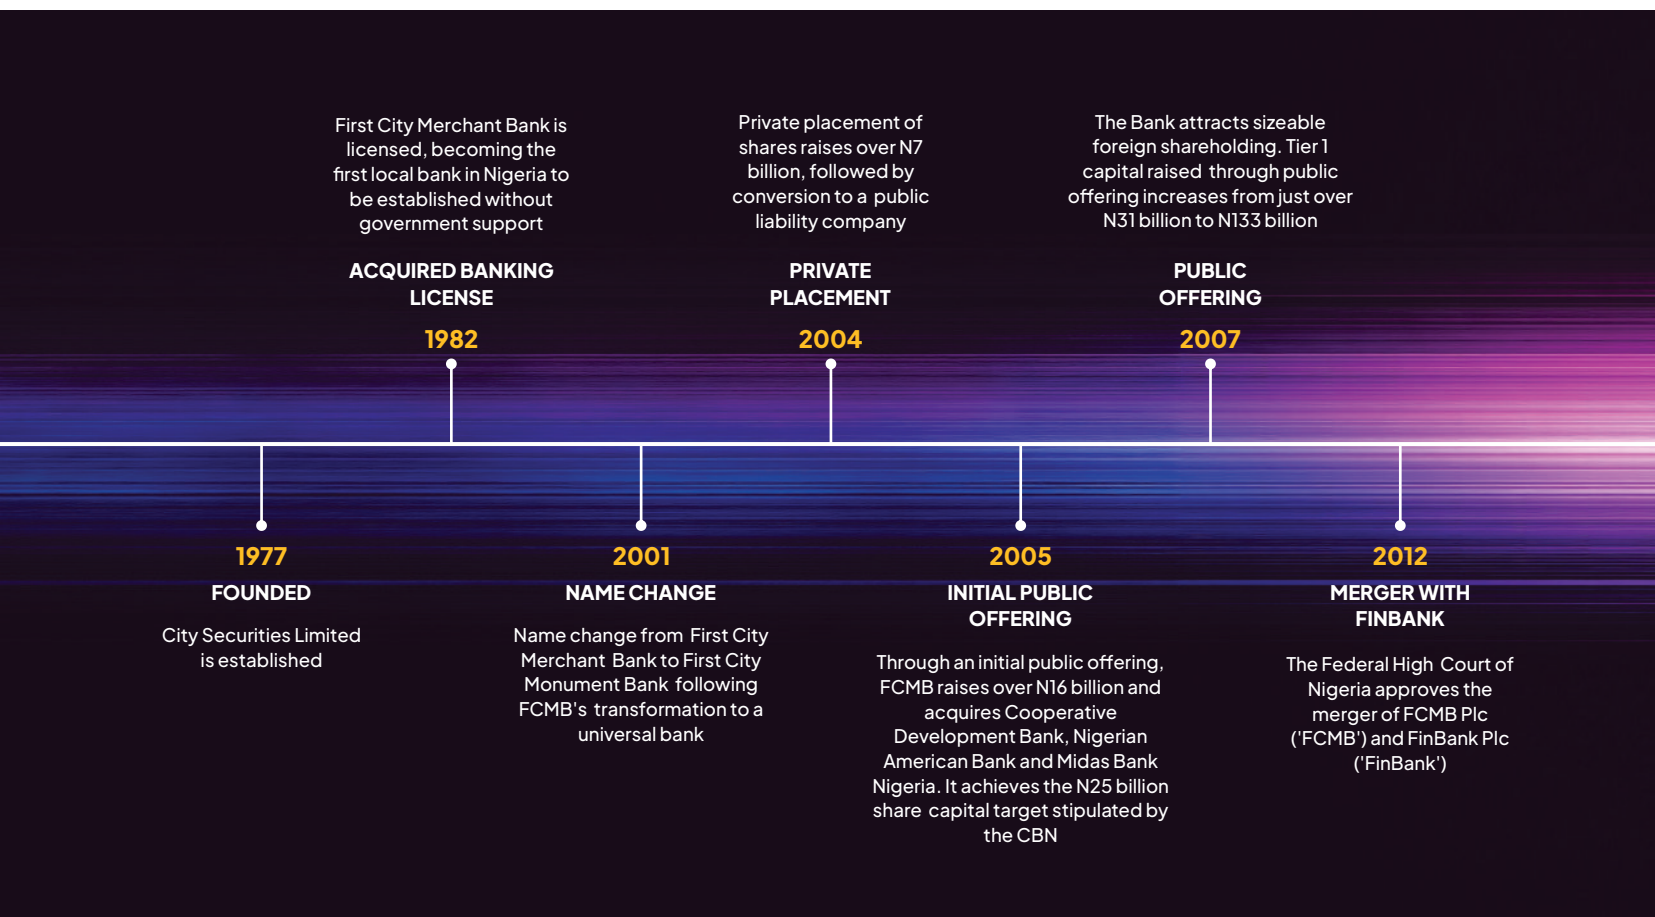 First City Merchant Bank is
licensed, becoming the
first local bank in Nigeria to
be established without
government support
ACQUIRED BANKING
LICENSE
1982
Private placement of
shares raises over N7
billion, followed by
conversion to a public
liability company
PRIVATE
PLACEMENT
2004
The Bank attracts sizeable
foreign shareholding. Tier 1
capital raised through public
offering increases from just over
N31 billion to N133 billion
PUBLIC
OFFERING
2007
1977
FOUNDED
City Securities Limited
is established
2001
NAME CHANGE
Name change from First City
Merchant Bank to First City
Monument Bank following
FCMB's transformation to a
universal bank
2005
INITIAL PUBLIC
OFFERING
Through an initial public offering,
FCMB raises over N16 billion and
acquires Cooperative
Development Bank, Nigerian
American Bank and Midas Bank
Nigeria. It achieves the N25 billion
share capital target stipulated by
the CBN
2012
MERGER WITH
FINBANK
The Federal High Court of
Nigeria approves the
merger of FCMB Plc
('FCMB') and FinBank Plc
('FinBank')